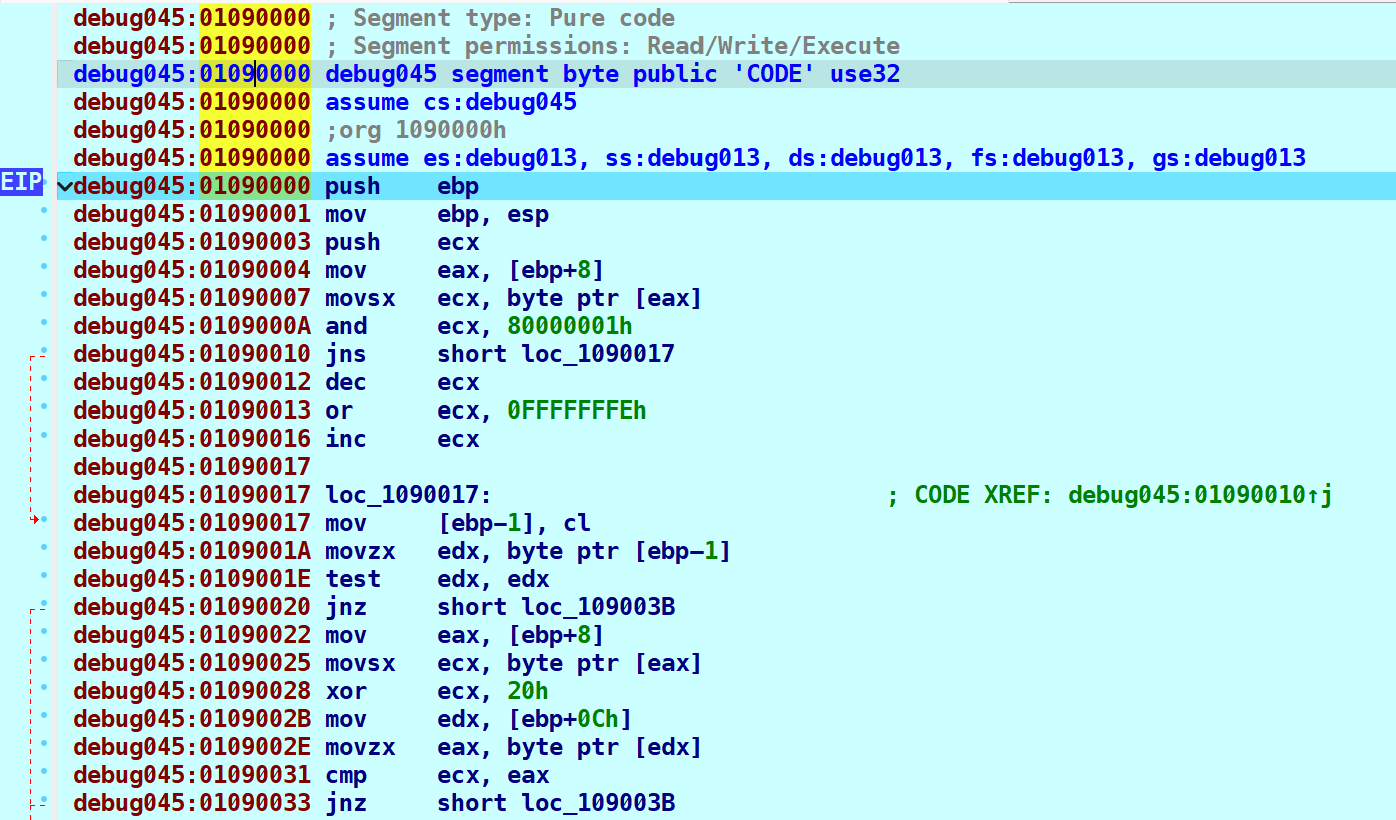 debug045:01090000 ; Segment type: Pure code
debug045:01090000 ; Segment permissions: Read/Write/Execute
debug045:01090000 debug045 segment byte public 'CODE' use32
debug045:01090000 assume cs:debug045
debug045:01090000 ;org 1090000h
debug045:01090000 assume es:debug013, ss:debug013, ds:debug013, fs:debug013, gs:debug013
EIP debug045:01090000 push ebp
debug045:01090001 mov ebp, esp
debug045:01090003 push ecx
debug045:01090004 mov eax, [ebp+8]
debug045:01090007 movsx ecx, byte ptr [eax]
debug045:0109000A and ecx, 80000001h
debug045:01090010 jns short loc_1090017
debug045:01090012 dec ecx
debug045:01090013 or ecx, 0FFFFFFFEh
debug045:01090016 inc ecx
debug045:01090017
debug045:01090017 loc_1090017: ; CODE XREF: debug045:01090010↑j
debug045:01090017 mov [ebp-1], cl
debug045:0109001A movzx edx, byte ptr [ebp-1]
debug045:0109001E test edx, edx
debug045:01090020 jnz short loc_109003B
debug045:01090022 mov eax, [ebp+8]
debug045:01090025 movsx ecx, byte ptr [eax]
debug045:01090028 xor ecx, 20h
debug045:0109002B mov edx, [ebp+0Ch]
debug045:0109002E movzx eax, byte ptr [edx]
debug045:01090031 cmp ecx, eax
debug045:01090033 jnz short loc_109003B